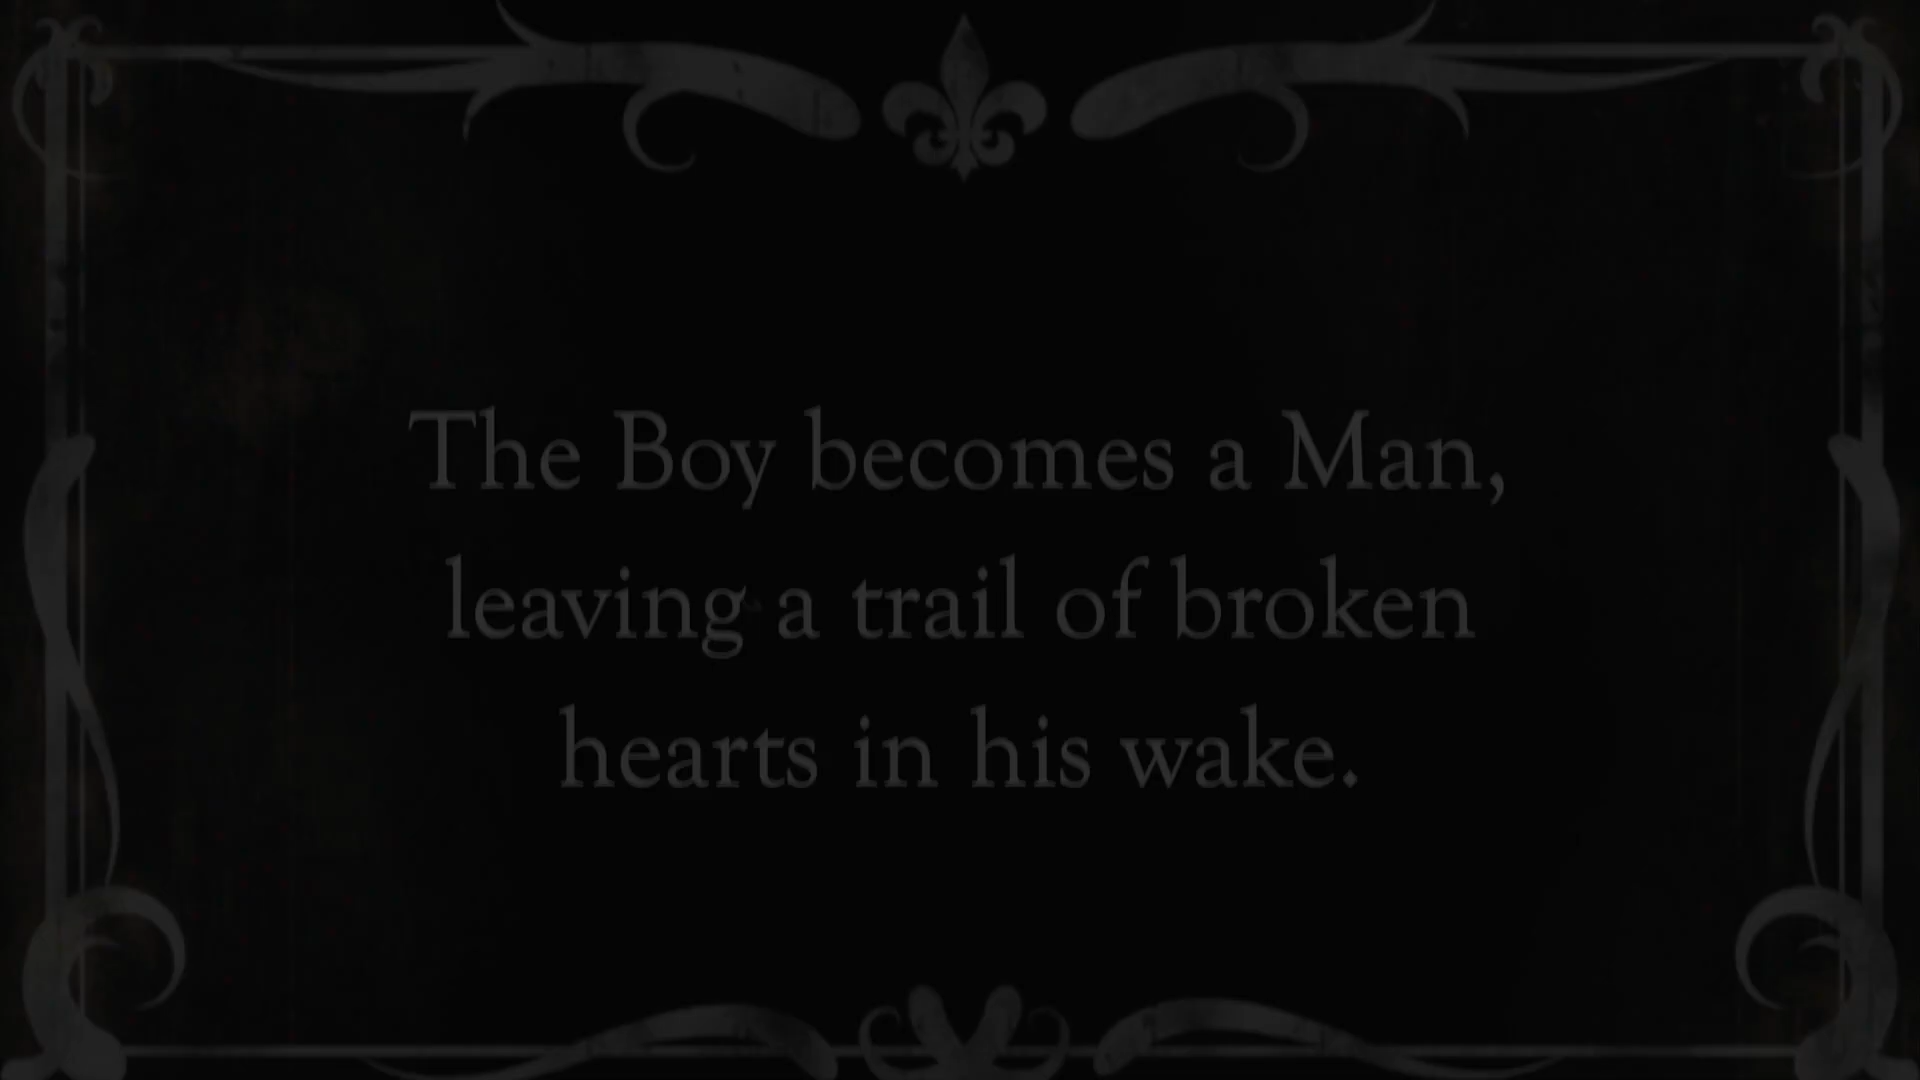 The Boy becomes a Man,
leaving a trail of broken
hearts in his wake.